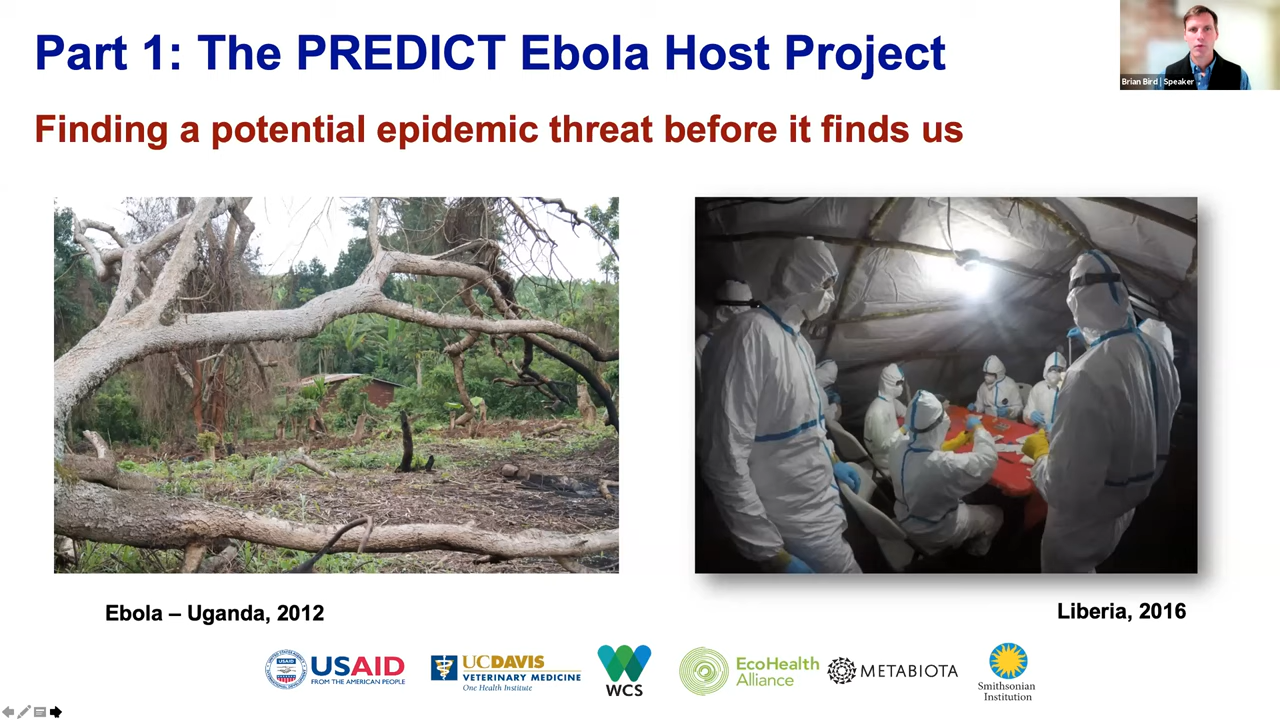 Part 1: The PREDICT Ebola Host Project
Brian Bird | Speaker
Finding a potential epidemic threat before it finds us
Ebola – Uganda, 2012
Liberia, 2016
USAID
USAID
FROM THE AMERICAN PEOPLE
UCDAVIS
VETERINARY MEDICINE
One Health Institute
WCS
EcoHealth
Alliance
METABIOTA
Smithsonian
Institution